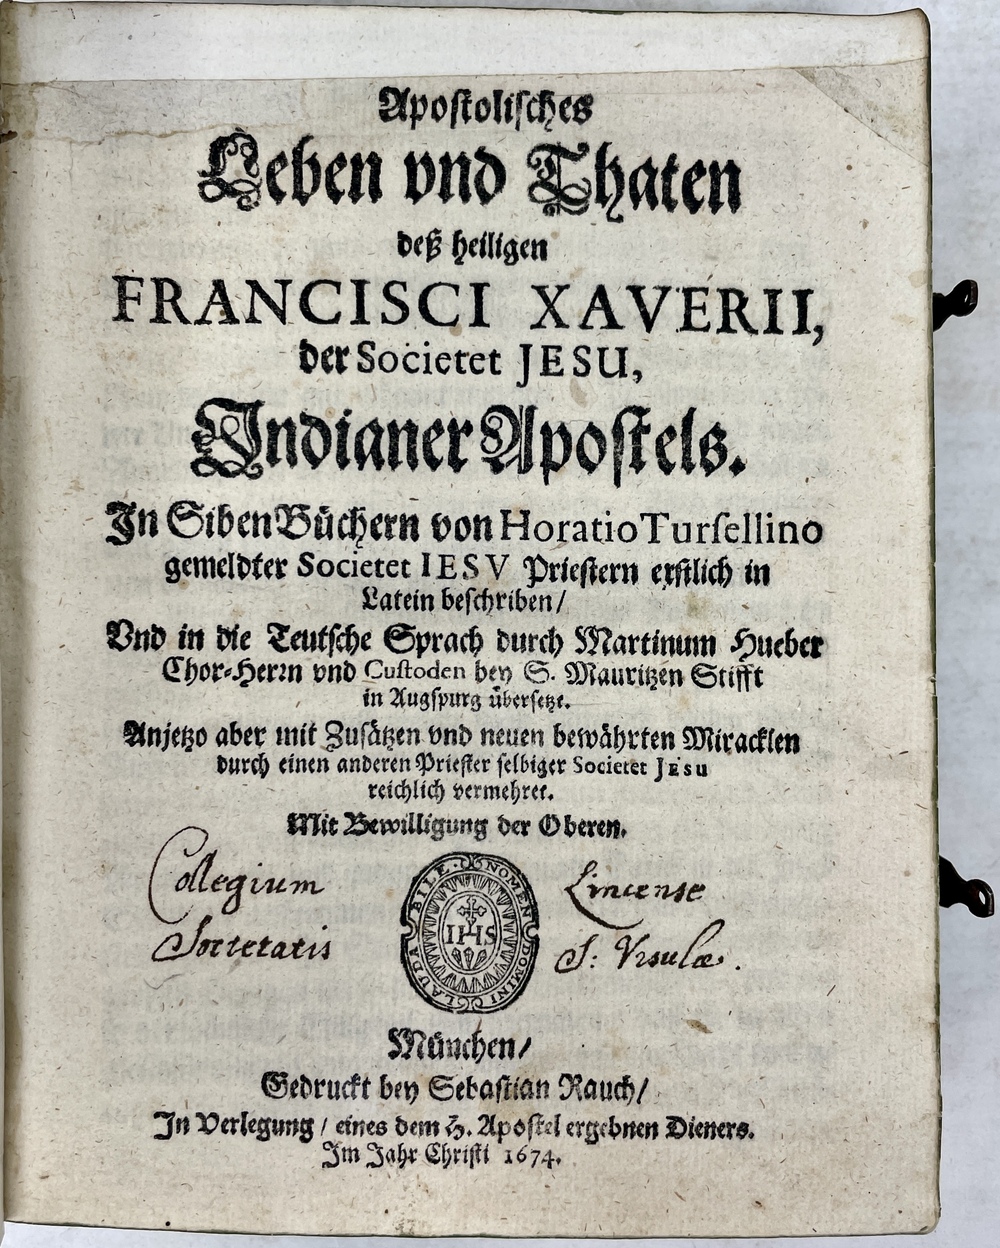 Apostolisches
Leben vnd Thaten
deß heiligen
FRANCISCI XAVERII,
der Societet JESU,
Indianer Apostels.
In Siben Büchern von Horatio Tursellino
gemeldter Societet IESV Priestern erstlich in
Latein beschriben/
Vnd in die Teutsche Sprach durch Martinum Hueber
Chor-Herrn vnd Custoden bey S. Mauritzen Stifft
in Augspurg übersetzt.
Anjetzo aber mit Zusätzen vnd neuen bewährten Miracklen
durch einen anderen Priester selbiger Societet Jesu
reichlich vermehret.
Mit Bewilligung der Oberen.
Collegium Lincense
Societatis S: Vrsulæ.
LAUDABILE NOMEN DOMINI
IHS
München/
Gedruckt bey Sebastian Rauch/
In Verlegung / eines dem H. Apostel ergebnen Dieners.
Im Jahr Christi 1674.